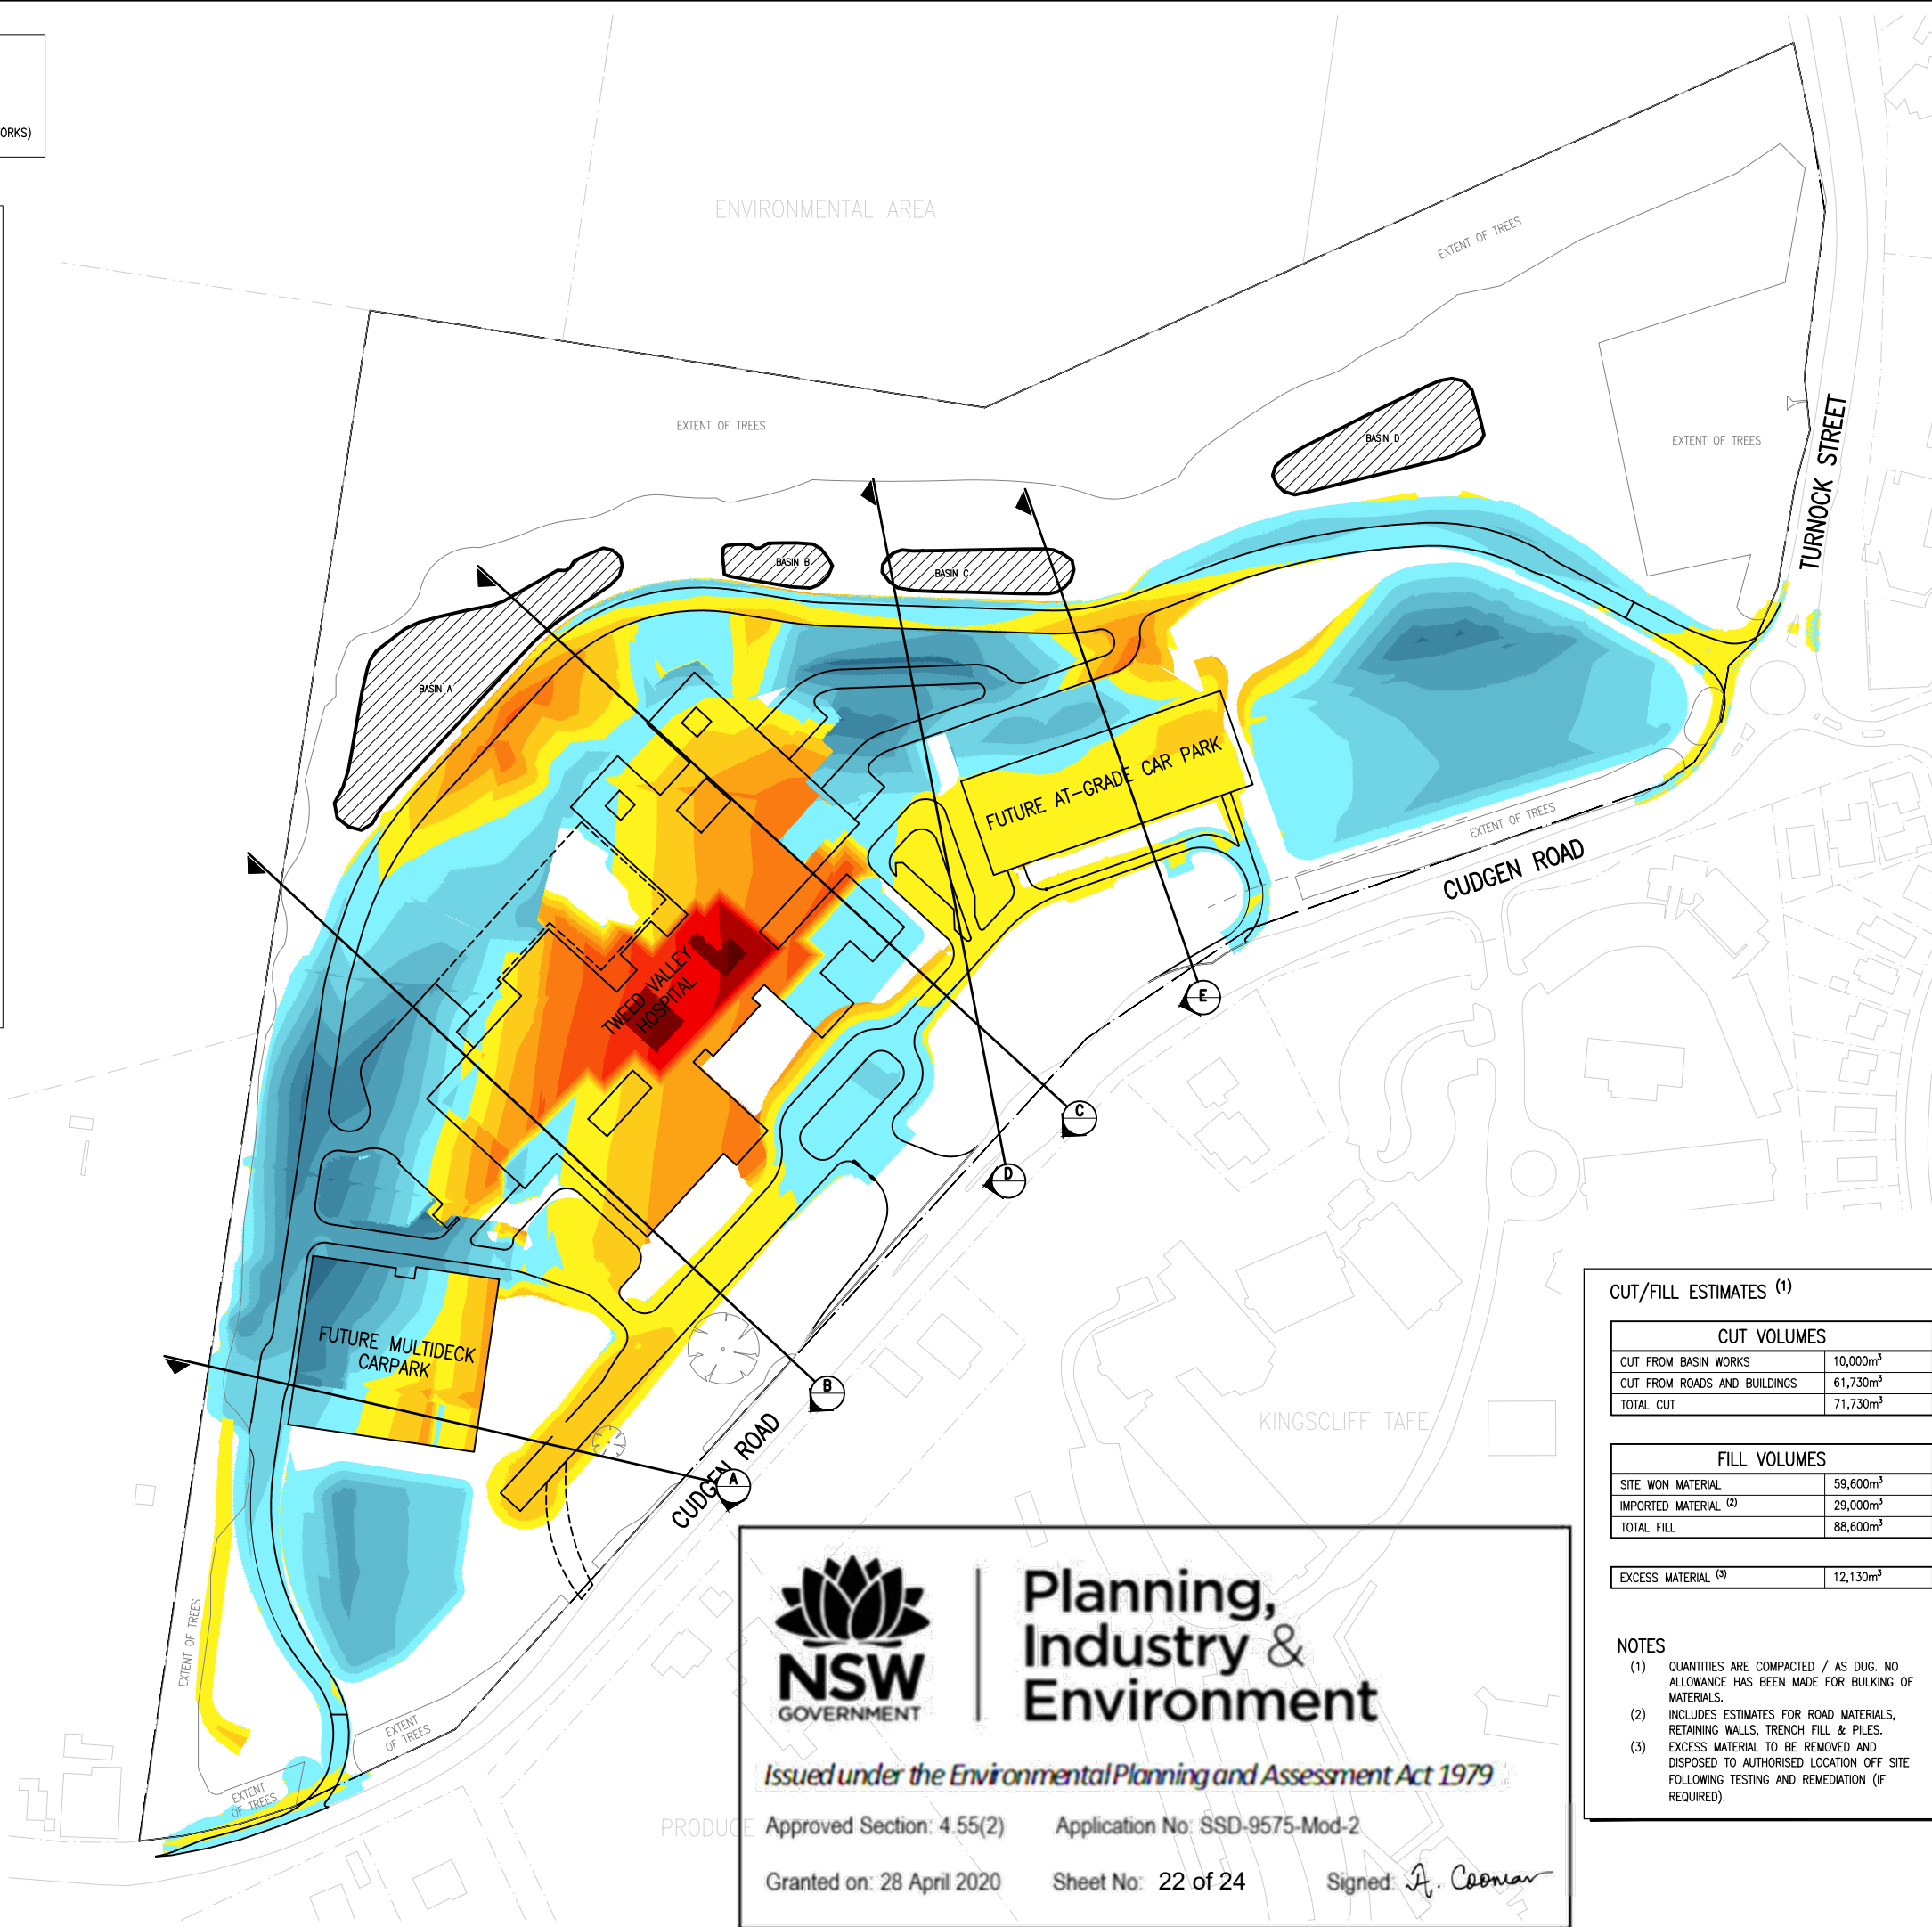 ORKS)
ENVIRONMENTAL AREA
EXTENT OF TREES
EXTENT OF TREES
EXTENT OF TREES
BASIN D
TURNOCK STREET
BASIN B
BASIN C
BASIN A
FUTURE AT-GRADE CAR PARK
EXTENT OF TREES
CUDGEN ROAD
TWEED VALLEY
HOSPITAL
E
C
D
FUTURE MULTIDECK
CARPARK
B
A
CUDGEN ROAD
KINGSCLIFF TAFE
EXTENT OF TREES
EXTENT
OF TREES
EXTENT
OF TREES
PRODUCE
CUT/FILL ESTIMATES (1)
CUT VOLUMES
CUT FROM BASIN WORKS 10,000m³
CUT FROM ROADS AND BUILDINGS 61,730m³
TOTAL CUT 71,730m³
FILL VOLUMES
SITE WON MATERIAL 59,600m³
IMPORTED MATERIAL (2) 29,000m³
TOTAL FILL 88,600m³
EXCESS MATERIAL (3) 12,130m³
NOTES
(1) QUANTITIES ARE COMPACTED / AS DUG. NO
ALLOWANCE HAS BEEN MADE FOR BULKING OF
MATERIALS.
(2) INCLUDES ESTIMATES FOR ROAD MATERIALS,
RETAINING WALLS, TRENCH FILL & PILES.
(3) EXCESS MATERIAL TO BE REMOVED AND
DISPOSED TO AUTHORISED LOCATION OFF SITE
FOLLOWING TESTING AND REMEDIATION (IF
REQUIRED).
NSW
GOVERNMENT
Planning,
Industry &
Environment
Issued under the Environmental Planning and Assessment Act 1979
Approved Section: 4.55(2) Application No: SSD-9575-Mod-2
Granted on: 28 April 2020 Sheet No: 22 of 24 Signed: A. Coomar